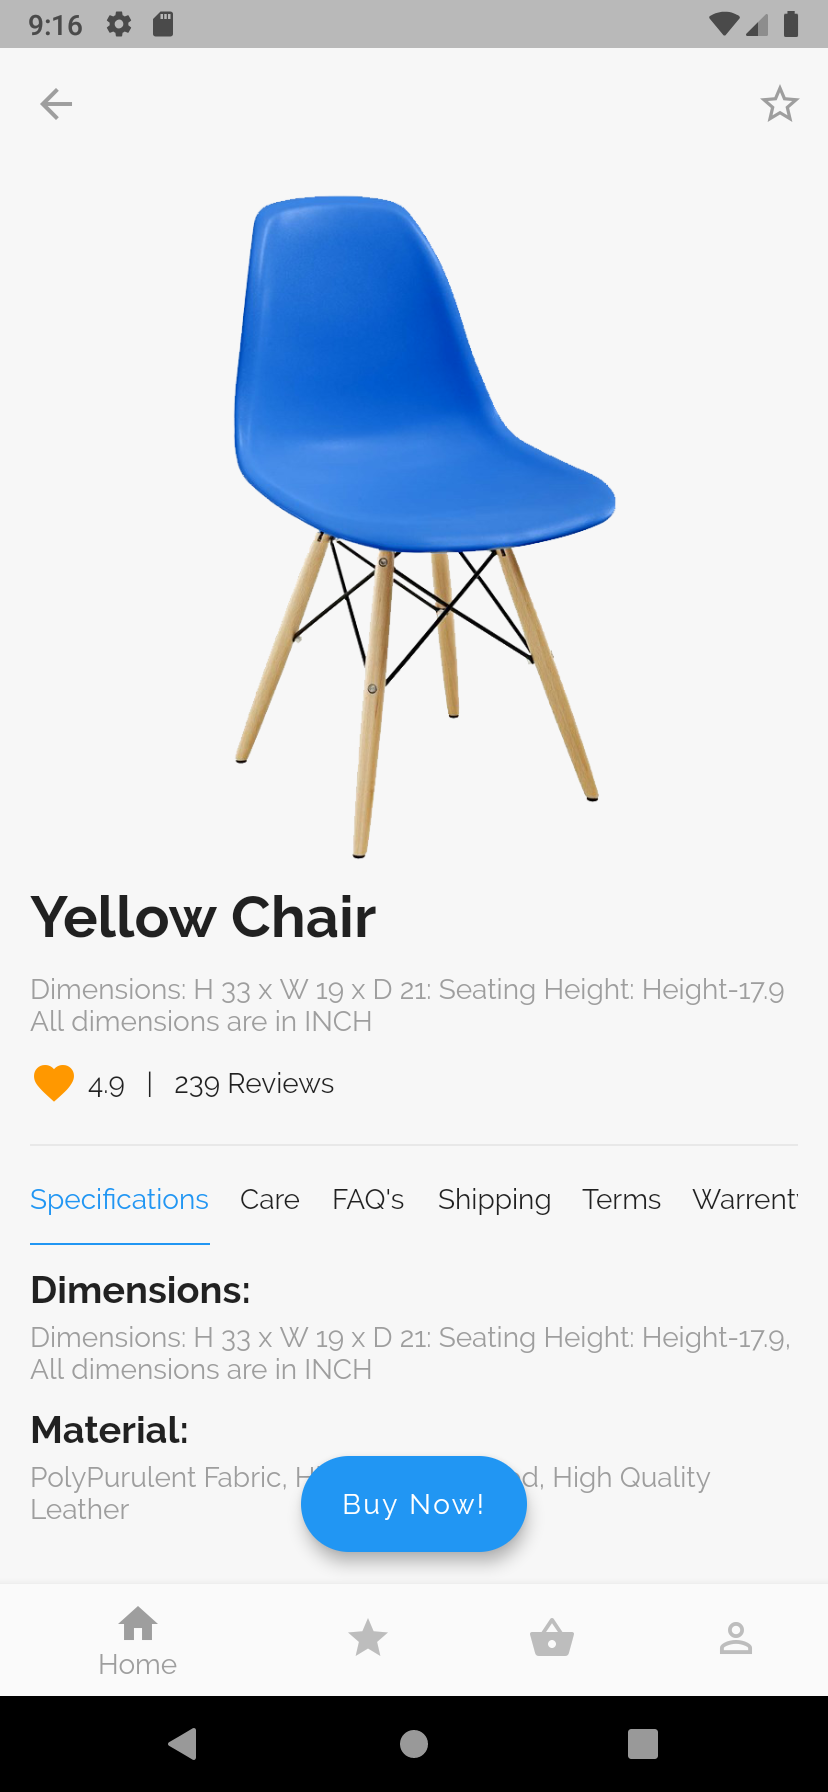 9:16
Yellow Chair
Dimensions: H 33 x W 19 x D 21: Seating Height: Height-17.9
All dimensions are in INCH
4.9 | 239 Reviews
Specifications Care FAQ's Shipping Terms Warrent
Dimensions:
Dimensions: H 33 x W 19 x D 21: Seating Height: Height-17.9,
All dimensions are in INCH
Material:
PolyPurulent Fabric, High Quality
Leather
Buy Now!
Home